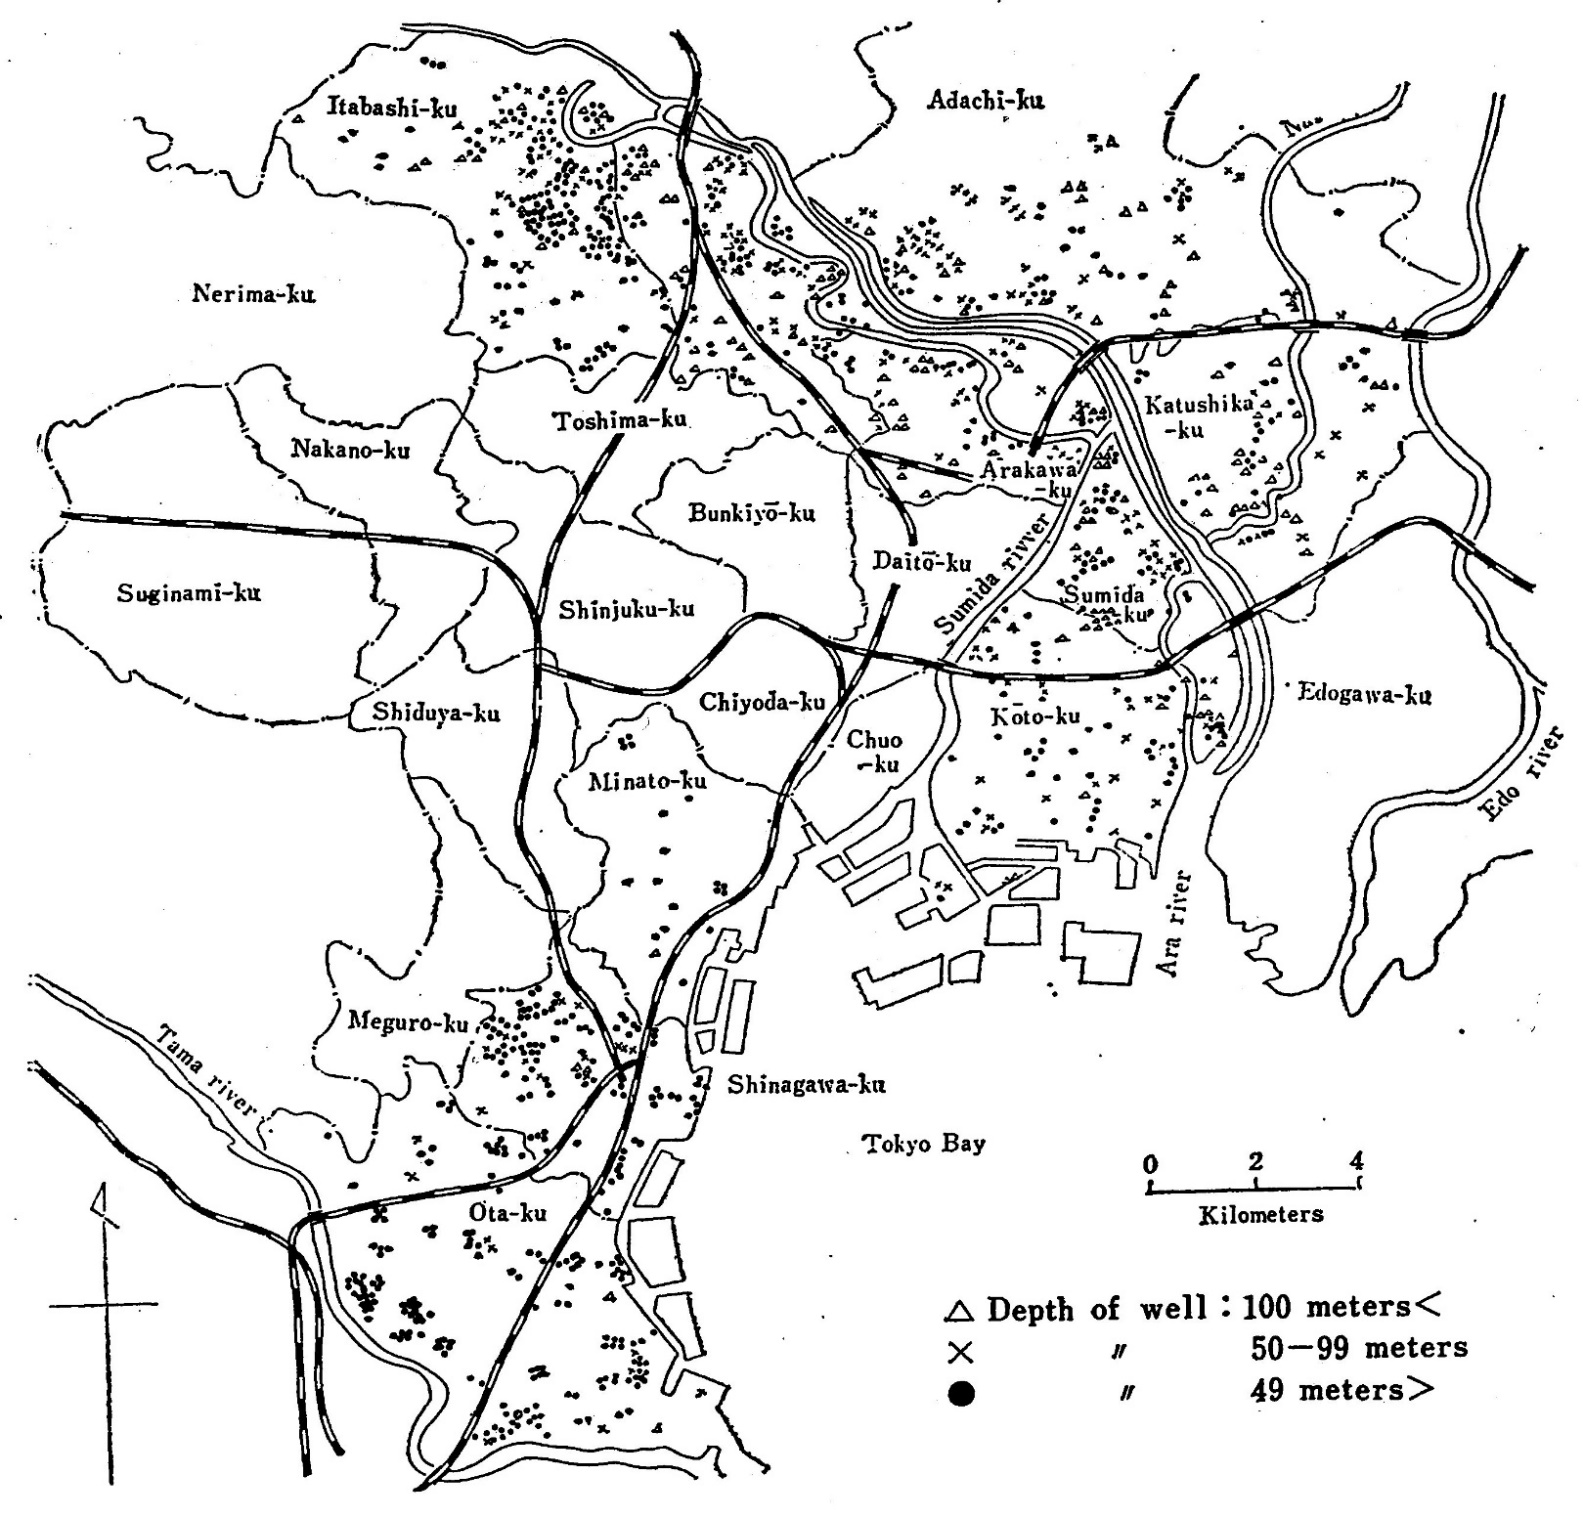 Itabashi-ku
Adachi-ku
Nerima-ku
Toshima-ku
Katushika
-ku
Nakano-ku
Arakawa
-ku
Bunkiyō-ku
Daitō-ku
Suginami-ku
Shinjuku-ku
Sumida rivver
Sumida
ku
Shiduya-ku
Chiyoda-ku
Kōto-ku
Edogawa-ku
Chuo
-ku
Minato-ku
Edo river
Ara river
Meguro-ku
Tama river
Shinagawa-ku
Tokyo Bay
Ota-ku
0 2 4
Kilometers
△ Depth of well : 100 meters<
× 〃 50—99 meters
● 〃 49 meters>